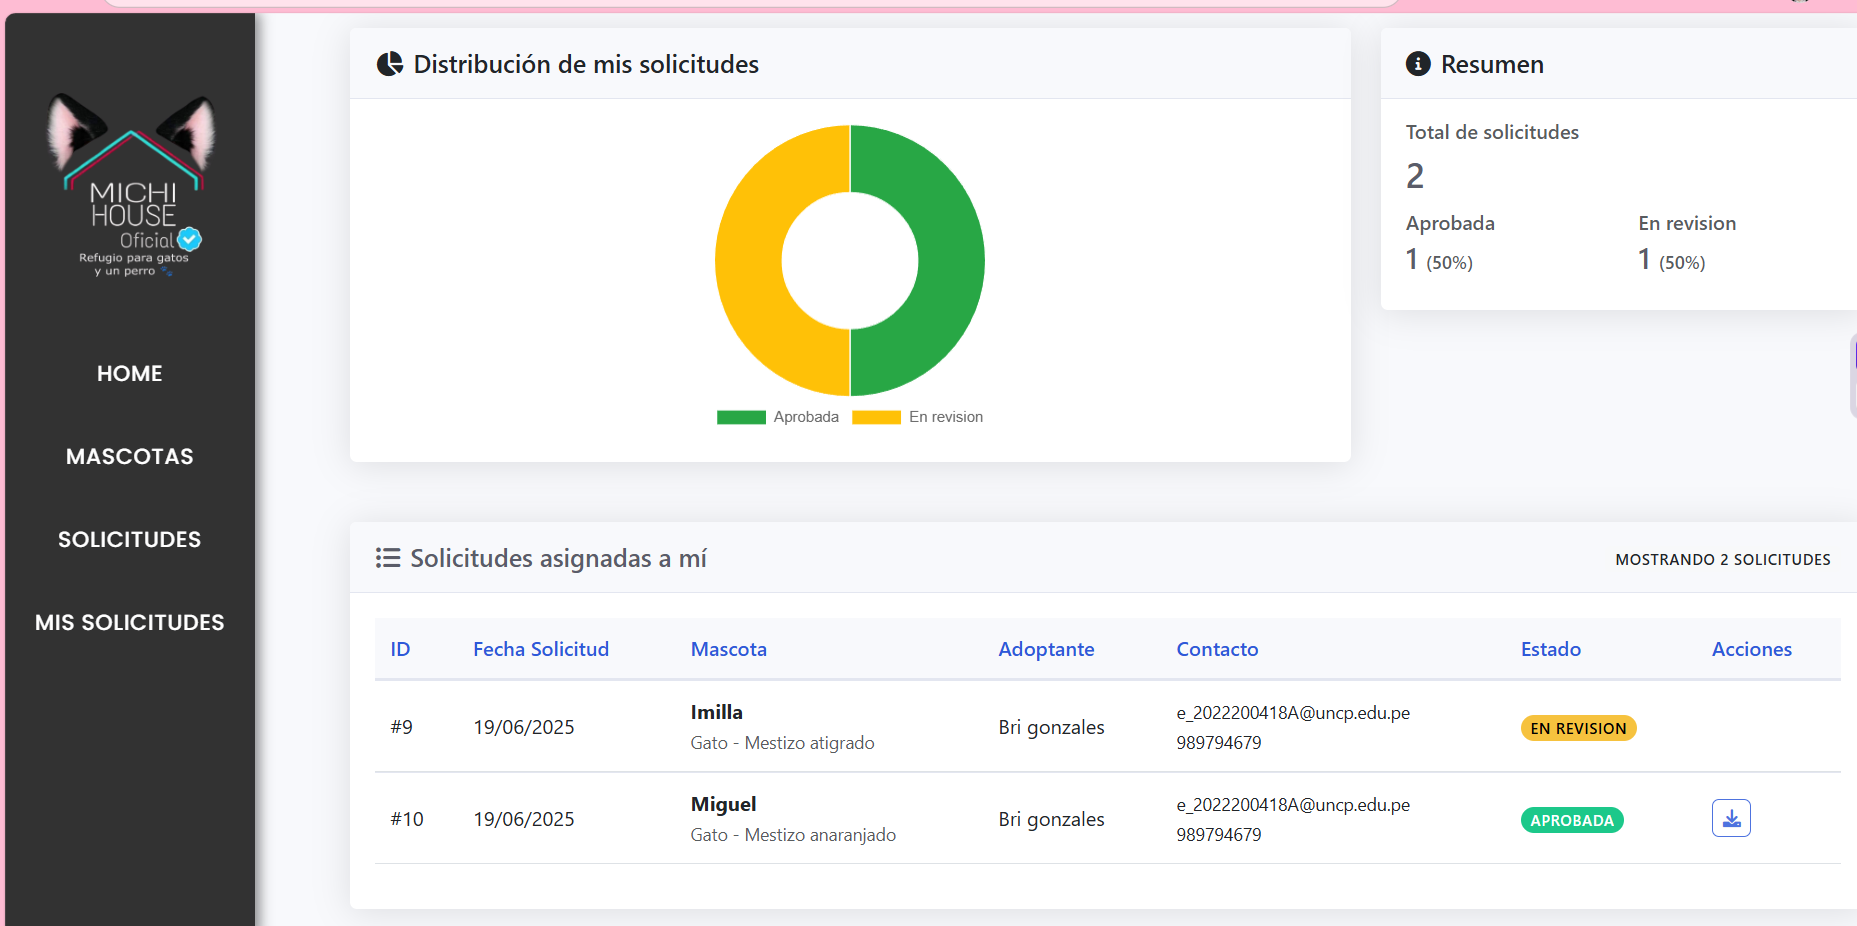 MICHI
HOUSE
Oficial
Refugio para gatos
y un perro
HOME
MASCOTAS
SOLICITUDES
MIS SOLICITUDES
Distribución de mis solicitudes
Aprobada En revision
Resumen
Total de solicitudes
2
Aprobada En revision
1 (50%) 1 (50%)
Solicitudes asignadas a mí MOSTRANDO 2 SOLICITUDES
ID Fecha Solicitud Mascota Adoptante Contacto Estado Acciones
#9 19/06/2025 Imilla Bri gonzales e_2022200418A@uncp.edu.pe EN REVISION
Gato - Mestizo atigrado 989794679
#10 19/06/2025 Miguel Bri gonzales e_2022200418A@uncp.edu.pe APROBADA
Gato - Mestizo anaranjado 989794679